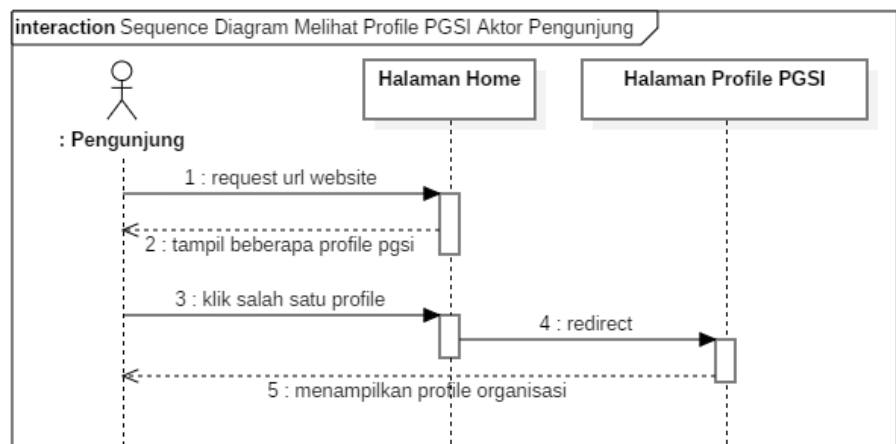 interaction Sequence Diagram Melihat Profile PGSI Aktor Pengunjung
Halaman Home
Halaman Profile PGSI
: Pengunjung
1 : request url website
2 : tampil beberapa profile pgsi
3 : klik salah satu profile
4 : redirect
5 : menampilkan profile organisasi